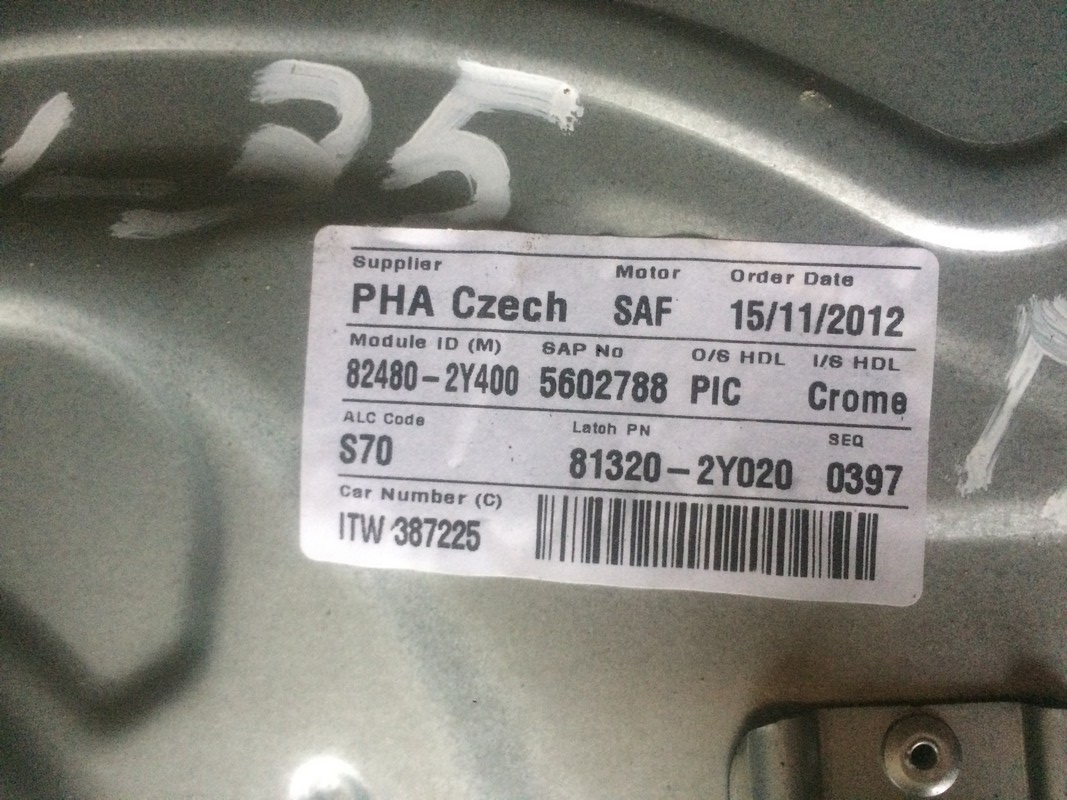 35
Supplier Motor Order Date
PHA Czech SAF 15/11/2012
Module ID (M) SAP No O/S HDL I/S HDL
82480-2Y400 5602788 PIC Crome
ALC Code Latch PN SEQ
S70 81320-2Y020 0397
Car Number (C)
ITW 387225